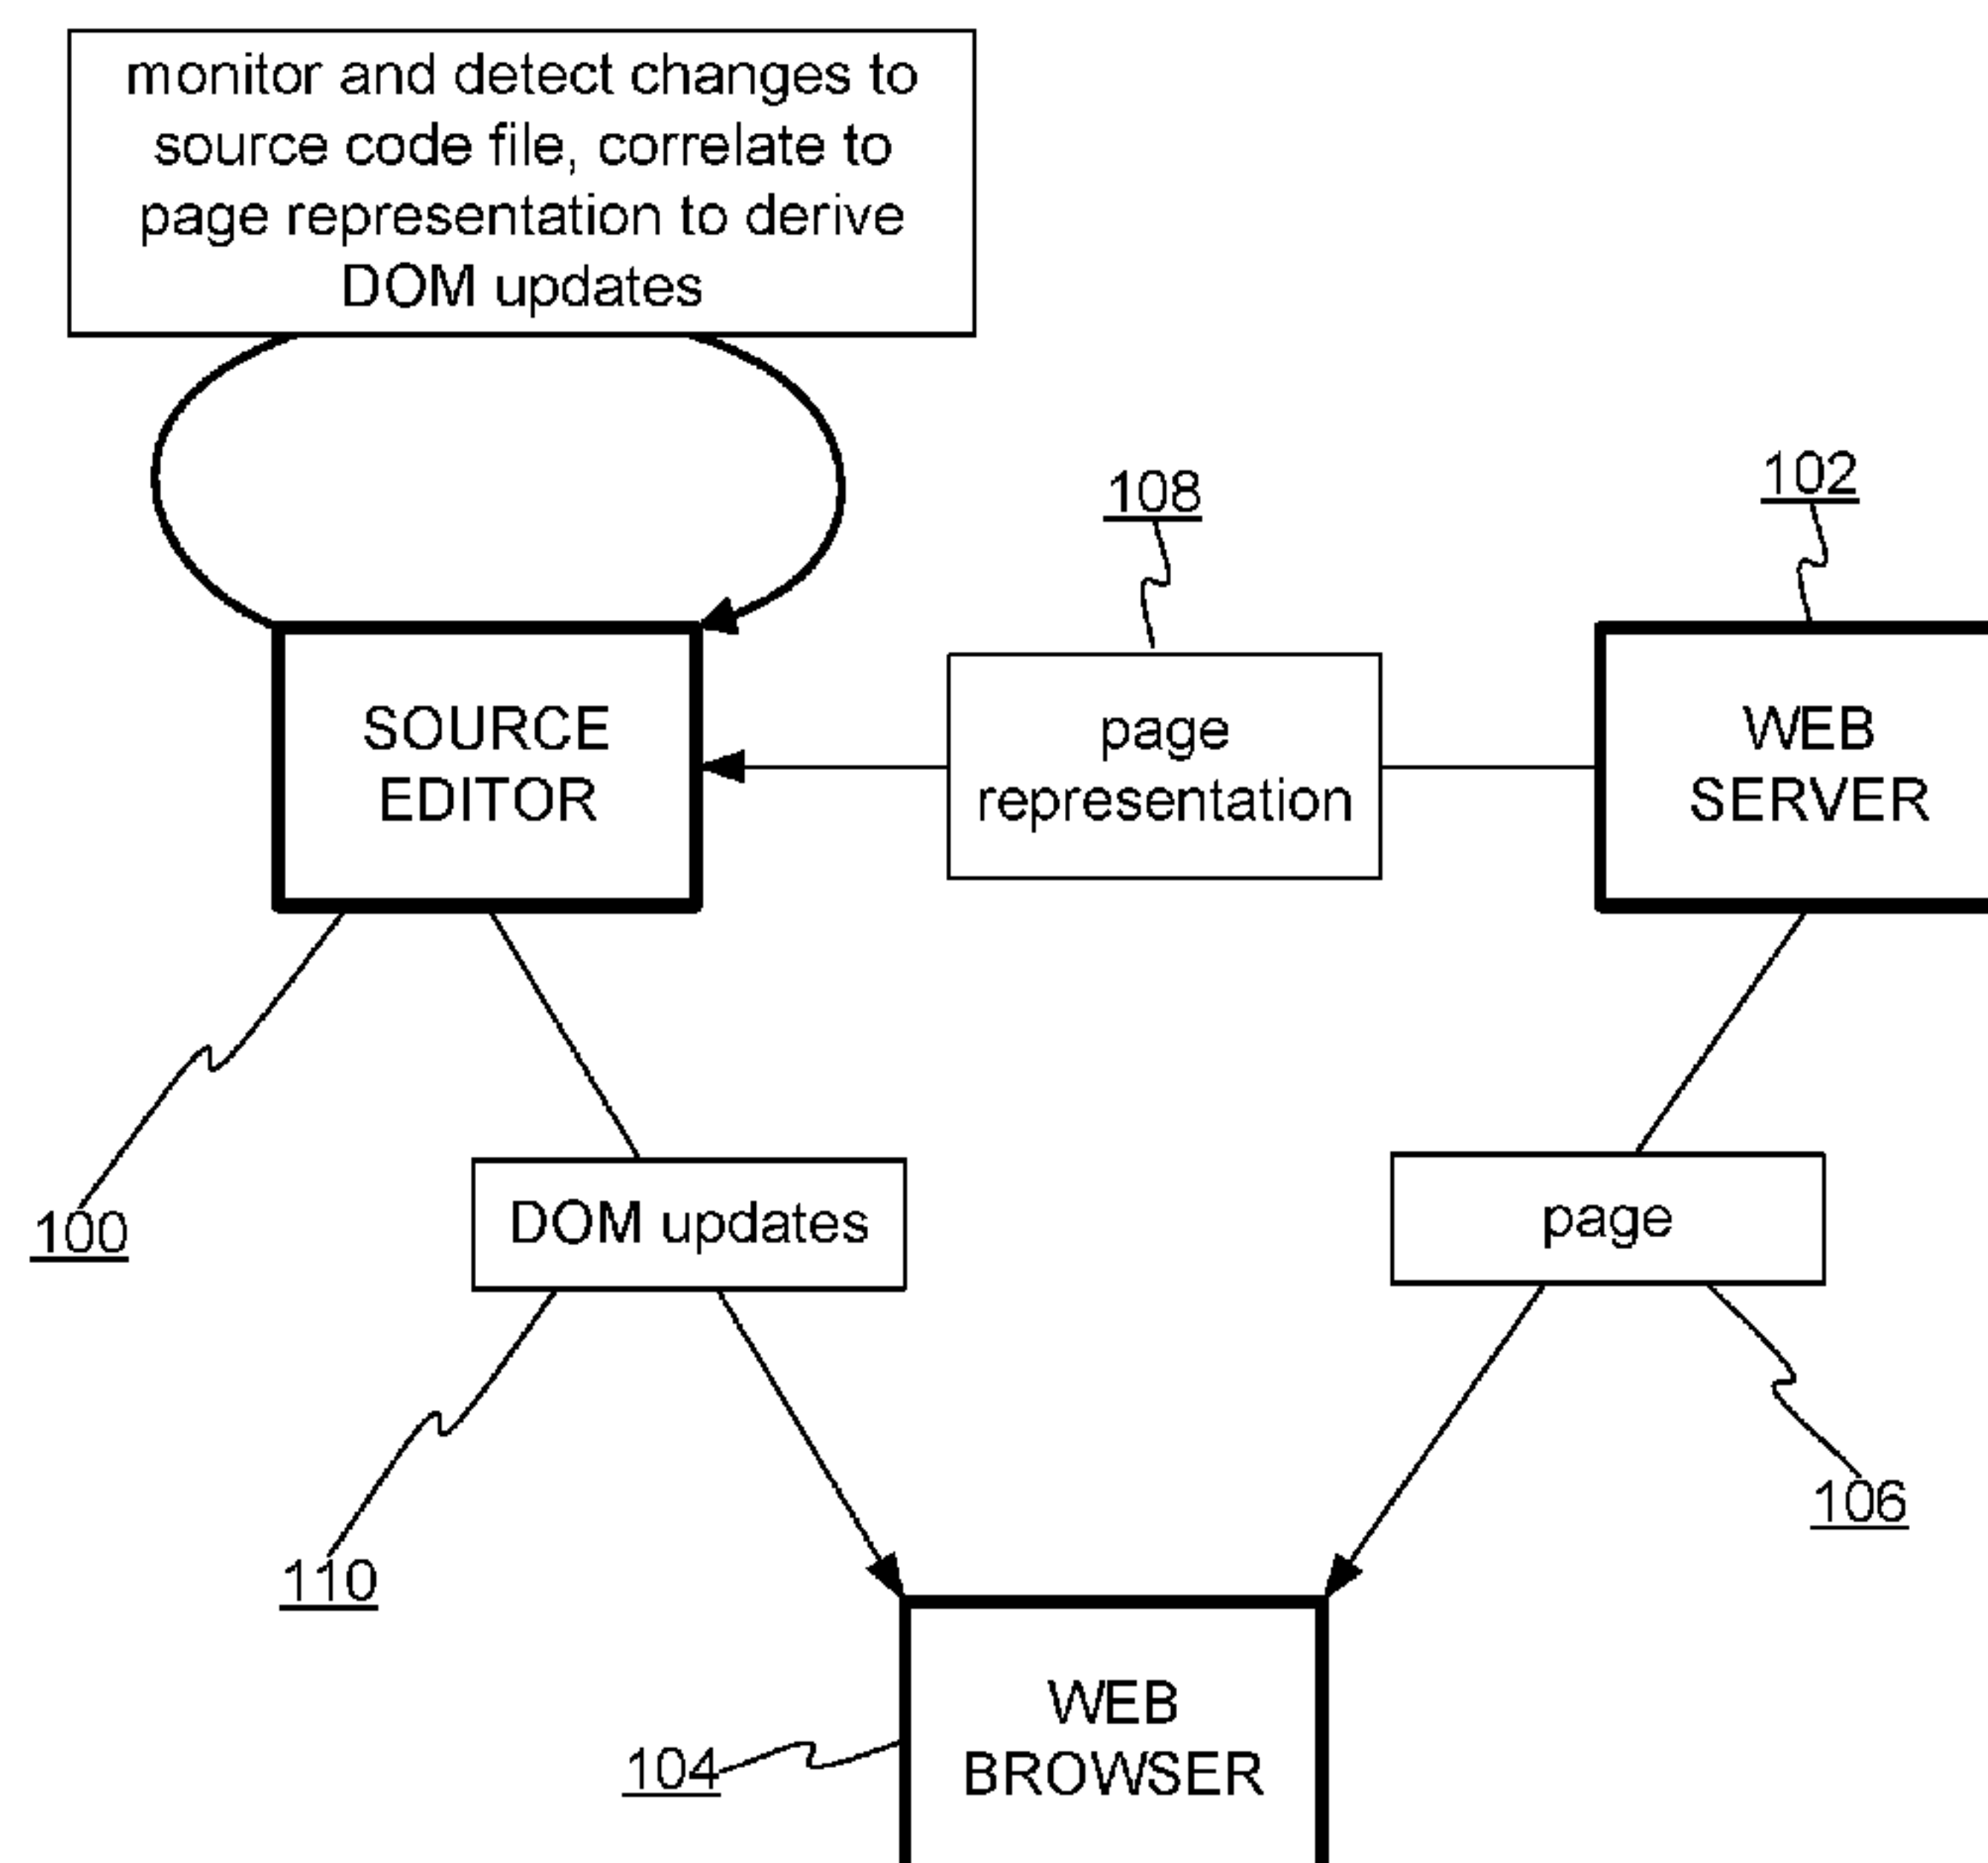 monitor and detect changes to
source code file, correlate to
page representation to derive
DOM updates
108
102
SOURCE
EDITOR
page
representation
WEB
SERVER
100
DOM updates
page
106
110
WEB
BROWSER
104